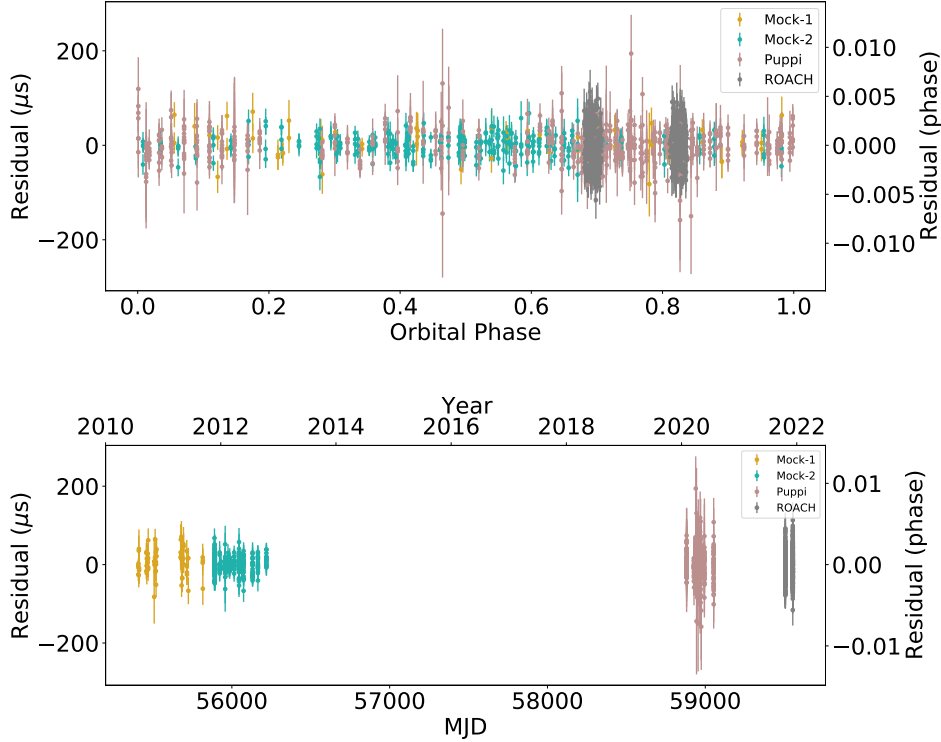 Mock-1
Mock-2
Puppi
ROACH
200
0
−200
Residual (μs)
0.010
0.005
0.000
−0.005
−0.010
Residual (phase)
0.0 0.2 0.4 0.6 0.8 1.0
Orbital Phase
Year
2010 2012 2014 2016 2018 2020 2022
Mock-1
Mock-2
Puppi
ROACH
200
0
−200
Residual (μs)
0.01
0.00
−0.01
Residual (phase)
56000 57000 58000 59000
MJD